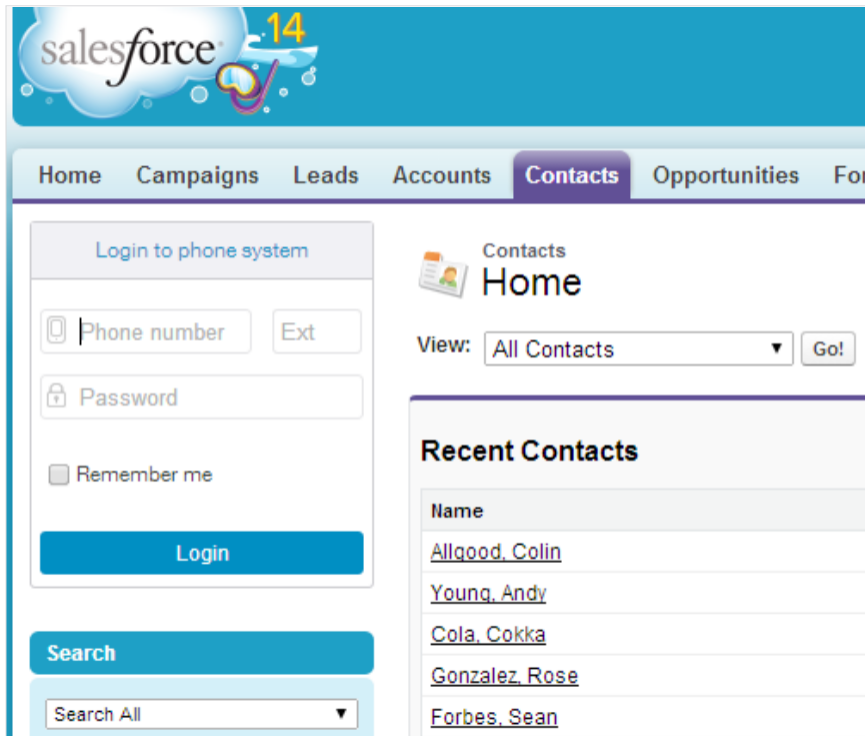 salesforce 14
Home Campaigns Leads Accounts Contacts Opportunities
Login to phone system
Phone number Ext
Password
Remember me
Login
Search
Search All
Contacts
Home
View: All Contacts Go!
Recent Contacts
Name
Allgood, Colin
Young, Andy
Cola, Cokka
Gonzalez, Rose
Forbes, Sean